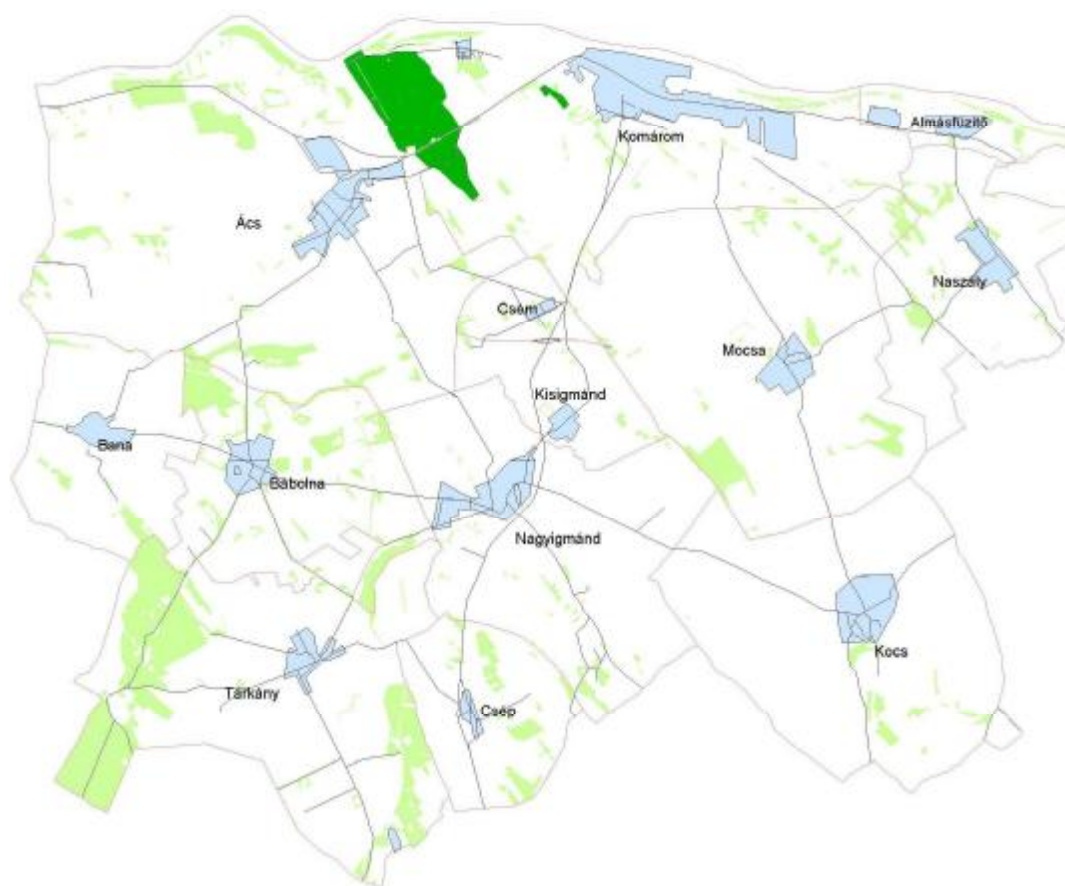 Almásfüzitő
Komárom
Ács
Naszály
Csém
Mocsa
Kisigmánd
Bana
Bábolna
Nagyigmánd
Kocs
Tárkány
Csép